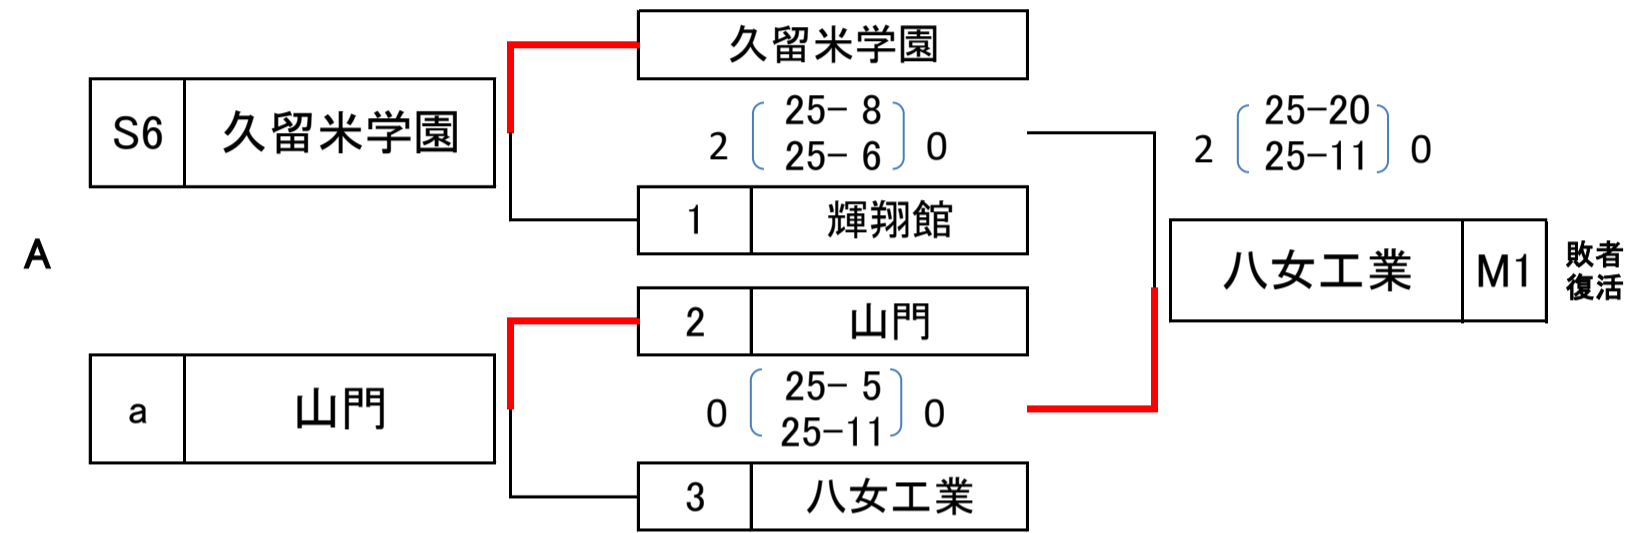 久留米学園
S6 久留米学園
2 25- 8 0
25- 6
1 輝翔館
A
2 山門
a 山門
0 25- 5 0
25-11
3 八女工業
2 25-20 0
25-11
八女工業 M1
敗者
復活